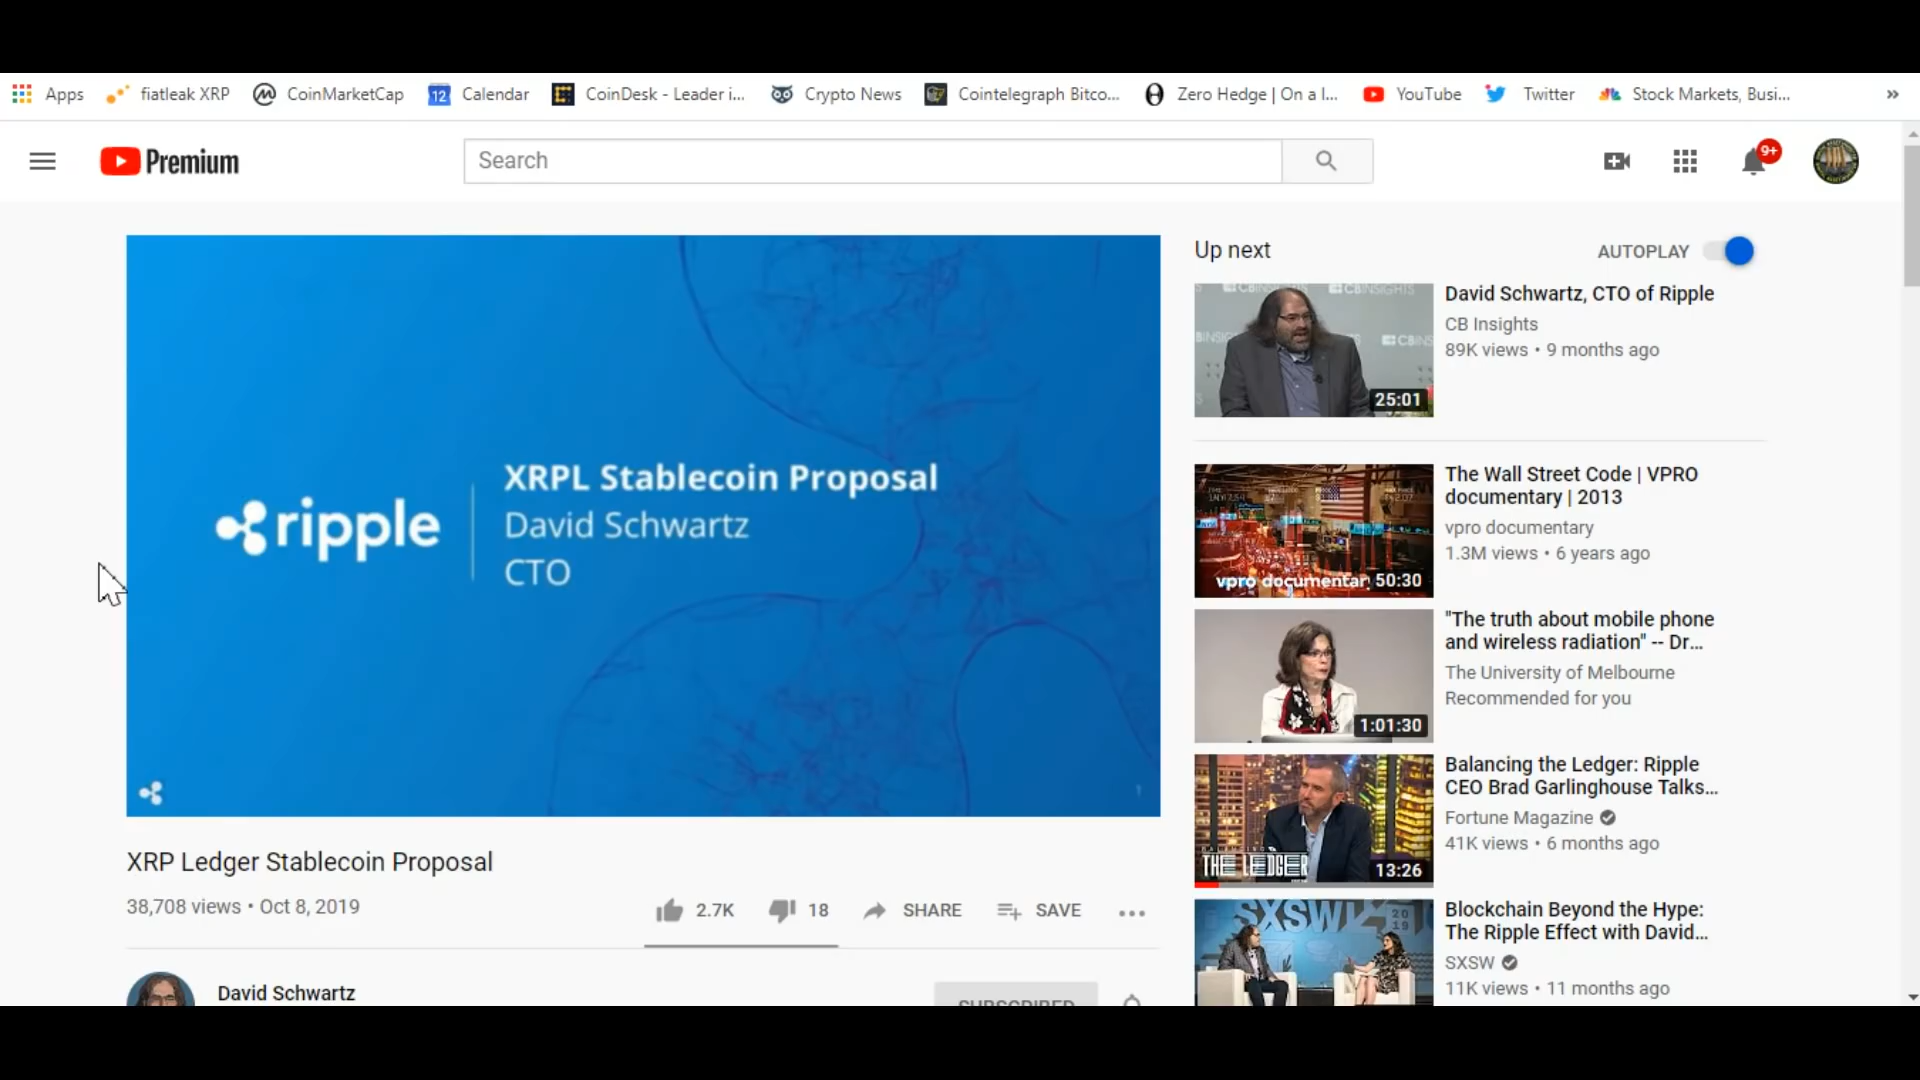 Apps fiatleak XRP CoinMarketCap 12 Calendar CoinDesk - Leader i... Crypto News Cointelegraph Bitco... Zero Hedge | On a l... YouTube Twitter Stock Markets, Busi... »
Premium Search 9+
ripple
XRPL Stablecoin Proposal
David Schwartz
CTO
XRP Ledger Stablecoin Proposal
38,708 views • Oct 8, 2019
2.7K 18 SHARE SAVE
David Schwartz
SUBSCRIBED
Up next AUTOPLAY
CBINSIGHTS
25:01
David Schwartz, CTO of Ripple
CB Insights
89K views • 9 months ago
vpro documentar 50:30
The Wall Street Code | VPRO
documentary | 2013
vpro documentary
1.3M views • 6 years ago
1:01:30
"The truth about mobile phone
and wireless radiation" -- Dr...
The University of Melbourne
Recommended for you
THE LEDGER
13:26
Balancing the Ledger: Ripple
CEO Brad Garlinghouse Talks...
Fortune Magazine
41K views • 6 months ago
SXSW 2019
Blockchain Beyond the Hype:
The Ripple Effect with David...
SXSW
11K views • 11 months ago